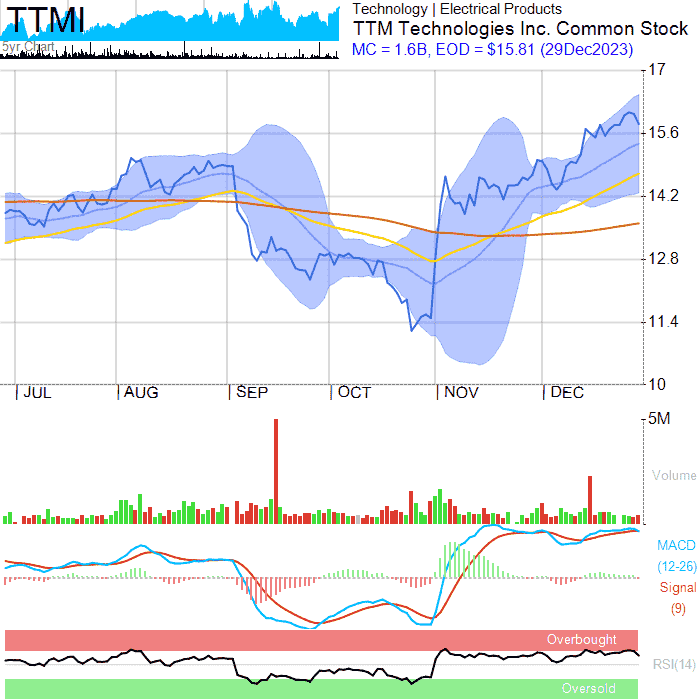 TTMI
5yr Chart
Technology | Electrical Products
TTM Technologies Inc. Common Stock
MC = 1.6B, EOD = $15.81 (29Dec2023)
17
15.6
14.2
12.8
11.4
10
JUL AUG SEP OCT NOV DEC
5M
Volume
MACD
(12-26)
Signal
(9)
Overbought
RSI(14)
Oversold